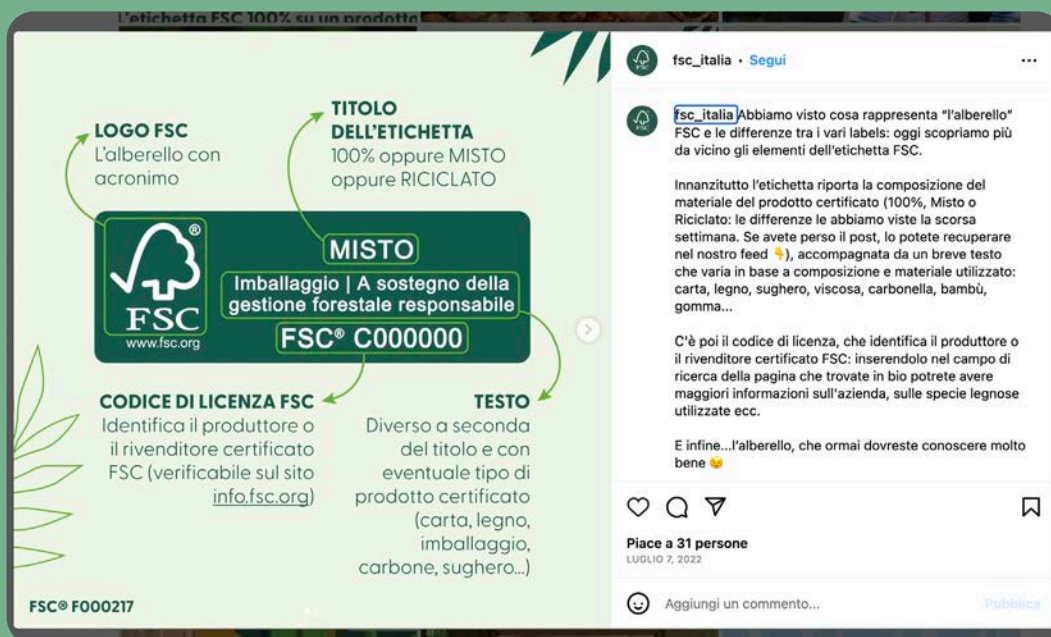 L'etichetta FSC 100% su un prodotto
LOGO FSC
L'alberello con
acronimo
TITOLO
DELL'ETICHETTA
100% oppure MISTO
oppure RICICLATO
®
FSC
www.fsc.org
MISTO
Imballaggio | A sostegno della
gestione forestale responsabile
FSC® C000000
CODICE DI LICENZA FSC
Identifica il produttore o
il rivenditore certificato
FSC (verificabile sul sito
info.fsc.org)
TESTO
Diverso a seconda
del titolo e con
eventuale tipo di
prodotto certificato
(carta, legno,
imballaggio,
carbone, sughero...)
FSC® F000217
FSC
fsc_italia • Segui
FSC
fsc_italia Abbiamo visto cosa rappresenta "l'alberello"
FSC e le differenze tra i vari labels: oggi scopriamo più
da vicino gli elementi dell'etichetta FSC.
Innanzitutto l'etichetta riporta la composizione del
materiale del prodotto certificato (100%, Misto o
Riciclato: le differenze le abbiamo viste la scorsa
settimana. Se avete perso il post, lo potete recuperare
nel nostro feed 👇), accompagnata da un breve testo
che varia in base a composizione e materiale utilizzato:
carta, legno, sughero, viscosa, carbonella, bambù,
gomma...
C'è poi il codice di licenza, che identifica il produttore o
il rivenditore certificato FSC: inserendolo nel campo di
ricerca della pagina che trovate in bio potrete avere
maggiori informazioni sull'azienda, sulle specie legnose
utilizzate ecc.
E infine...l'alberello, che ormai dovreste conoscere molto
bene 😉
Piace a 31 persone
LUGLIO 7, 2022
Aggiungi un commento...
Pubblica